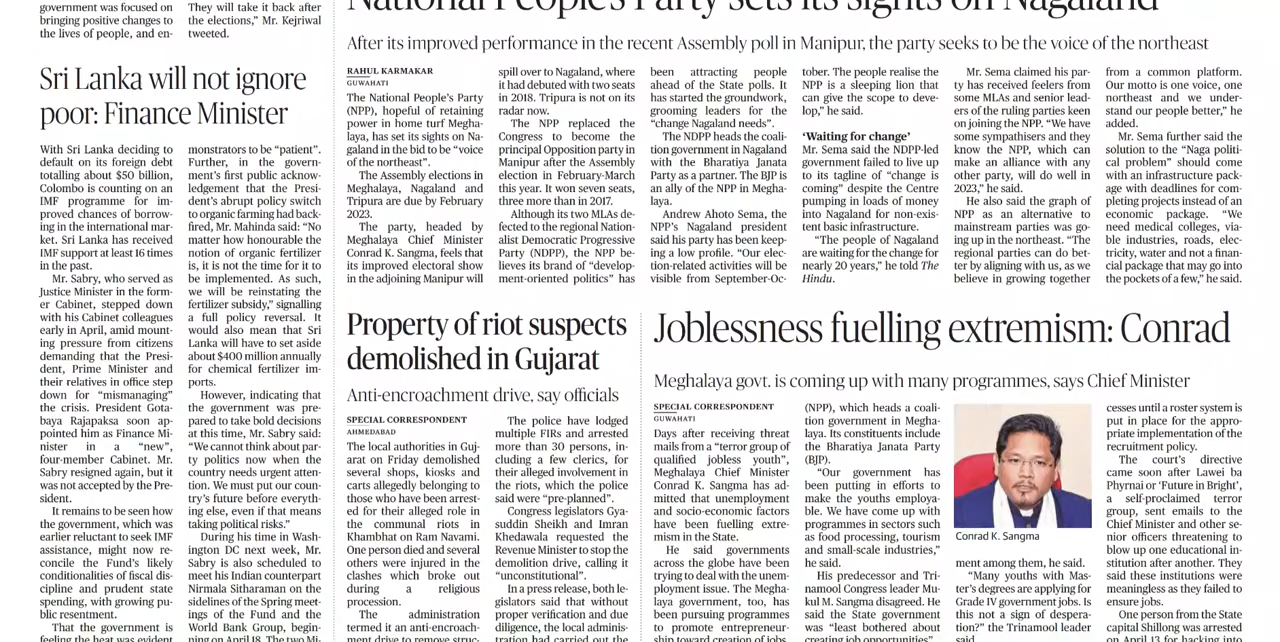 government was focused on
bringing positive changes to
the lives of people, and en-
They will take it back after
the elections,” Mr. Kejriwal
tweeted.
Sri Lanka will not ignore
poor: Finance Minister
With Sri Lanka deciding to
default on its foreign debt
totalling about $50 billion,
Colombo is counting on an
IMF programme for im-
proved chances of borrow-
ing in the international mar-
ket. Sri Lanka has received
IMF support at least 16 times
in the past.
Mr. Sabry, who served as
Justice Minister in the form-
er Cabinet, stepped down
with his Cabinet colleagues
early in April, amid mount-
ing pressure from citizens
demanding that the Presi-
dent, Prime Minister and
their relatives in office step
down for “mismanaging”
the crisis. President Gota-
baya Rajapaksa soon ap-
pointed him as Finance Mi-
nister in a “new”,
four-member Cabinet. Mr.
Sabry resigned again, but it
was not accepted by the Pre-
sident.
It remains to be seen how
the government, which was
earlier reluctant to seek IMF
assistance, might now re-
concile the Fund’s likely
conditionalities of fiscal dis-
cipline and prudent state
spending, with growing pu-
blic resentment.
That the government is
feeling the heat was evident
monstrators to be “patient”.
Further, in the govern-
ment’s first public acknow-
ledgement that the Presi-
dent’s abrupt policy switch
to organic farming had back-
fired, Mr. Mahinda said: “No
matter how honourable the
notion of organic fertilizer
is, it is not the time for it to
be implemented. As such,
we will be reinstating the
fertilizer subsidy,” signalling
a full policy reversal. It
would also mean that Sri
Lanka will have to set aside
about $400 million annually
for chemical fertilizer im-
ports.
However, indicating that
the government was pre-
pared to take bold decisions
at this time, Mr. Sabry said:
“We cannot think about par-
ty politics now when the
country needs urgent atten-
tion. We must put our coun-
try’s future before everyth-
ing else, even if that means
taking political risks.”
During his time in Wash-
ington DC next week, Mr.
Sabry is also scheduled to
meet his Indian counterpart
Nirmala Sitharaman on the
sidelines of the Spring meet-
ings of the Fund and the
World Bank Group, begin-
ning on April 18. The two Mi-
National People’s Party sets its sights on Nagaland
After its improved performance in the recent Assembly poll in Manipur, the party seeks to be the voice of the northeast
RAHUL KARMAKAR
GUWAHATI
The National People’s Party
(NPP), hopeful of retaining
power in home turf Megha-
laya, has set its sights on Na-
galand in the bid to be “voice
of the northeast”.
The Assembly elections in
Meghalaya, Nagaland and
Tripura are due by February
2023.
The party, headed by
Meghalaya Chief Minister
Conrad K. Sangma, feels that
its improved electoral show
in the adjoining Manipur will
spill over to Nagaland, where
it had debuted with two seats
in 2018. Tripura is not on its
radar now.
The NPP replaced the
Congress to become the
principal Opposition party in
Manipur after the Assembly
election in February-March
this year. It won seven seats,
three more than in 2017.
Although its two MLAs de-
fected to the regional Nation-
alist Democratic Progressive
Party (NDPP), the NPP be-
lieves its brand of “develop-
ment-oriented politics” has
been attracting people
ahead of the State polls. It
has started the groundwork,
grooming leaders for the
“change Nagaland needs”.
The NDPP heads the coali-
tion government in Nagaland
with the Bharatiya Janata
Party as a partner. The BJP is
an ally of the NPP in Megha-
laya.
Andrew Ahoto Sema, the
NPP’s Nagaland president
said his party has been keep-
ing a low profile. “Our elec-
tion-related activities will be
visible from September-Oc-
tober. The people realise the
NPP is a sleeping lion that
can give the scope to deve-
lop,” he said.
‘Waiting for change’
Mr. Sema said the NDPP-led
government failed to live up
to its tagline of “change is
coming” despite the Centre
pumping in loads of money
into Nagaland for non-exis-
tent basic infrastructure.
“The people of Nagaland
are waiting for the change for
nearly 20 years,” he told The
Hindu.
Mr. Sema claimed his par-
ty has received feelers from
some MLAs and senior lead-
ers of the ruling parties keen
on joining the NPP. “We have
some sympathisers and they
know the NPP, which can
make an alliance with any
other party, will do well in
2023,” he said.
He also said the graph of
NPP as an alternative to
mainstream parties was go-
ing up in the northeast. “The
regional parties can do bet-
ter by aligning with us, as we
believe in growing together
from a common platform.
Our motto is one voice, one
northeast and we under-
stand our people better,” he
added.
Mr. Sema further said the
solution to the “Naga politi-
cal problem” should come
with an infrastructure pack-
age with deadlines for com-
pleting projects instead of an
economic package. “We
need medical colleges, via-
ble industries, roads, elec-
tricity, water and not a finan-
cial package that may go into
the pockets of a few,” he said.
Property of riot suspects
demolished in Gujarat
Anti-encroachment drive, say officials
SPECIAL CORRESPONDENT
AHMEDABAD
The local authorities in Guj-
arat on Friday demolished
several shops, kiosks and
carts allegedly belonging to
those who have been arrest-
ed for their alleged role in
the communal riots in
Khambhat on Ram Navami.
One person died and several
others were injured in the
clashes which broke out
during a religious
procession.
The administration
termed it an anti-encroach-
ment drive to remove struc-
The police have lodged
multiple FIRs and arrested
more than 30 persons, in-
cluding a few clerics, for
their alleged involvement in
the riots, which the police
said were “pre-planned”.
Congress legislators Gya-
suddin Sheikh and Imran
Khedawala requested the
Revenue Minister to stop the
demolition drive, calling it
“unconstitutional”.
In a press release, both le-
gislators said that without
proper verification and due
diligence, the local adminis-
tration had carried out the
Joblessness fuelling extremism: Conrad
Meghalaya govt. is coming up with many programmes, says Chief Minister
SPECIAL CORRESPONDENT
GUWAHATI
Days after receiving threat
mails from a “terror group of
qualified jobless youth”,
Meghalaya Chief Minister
Conrad K. Sangma has ad-
mitted that unemployment
and socio-economic factors
have been fuelling extre-
mism in the State.
He said governments
across the globe have been
trying to deal with the unem-
ployment issue. The Megha-
laya government, too, has
been pursuing programmes
to promote entrepreneur-
ship toward creation of jobs,
(NPP), which heads a coali-
tion government in Megha-
laya. Its constituents include
the Bharatiya Janata Party
(BJP).
“Our government has
been putting in efforts to
make the youths employa-
ble. We have come up with
programmes in sectors such
as food processing, tourism
and small-scale industries,”
he said.
His predecessor and Tri-
namool Congress leader Mu-
kul M. Sangma disagreed. He
said the State government
was “least bothered about
creating job opportunities”.
Conrad K. Sangma
ment among them, he said.
“Many youths with Mas-
ter’s degrees are applying for
Grade IV government jobs. Is
this not a sign of despera-
tion?” the Trinamool leader
said.
cesses until a roster system is
put in place for the appro-
priate implementation of the
recruitment policy.
The court’s directive
came soon after Lawei ba
Phyrnai or ‘Future in Bright’,
a self-proclaimed terror
group, sent emails to the
Chief Minister and other se-
nior officers threatening to
blow up one educational in-
stitution after another. They
said these institutions were
meaningless as they failed to
ensure jobs.
One person from the State
capital Shillong was arrested
on April 13 for hacking into